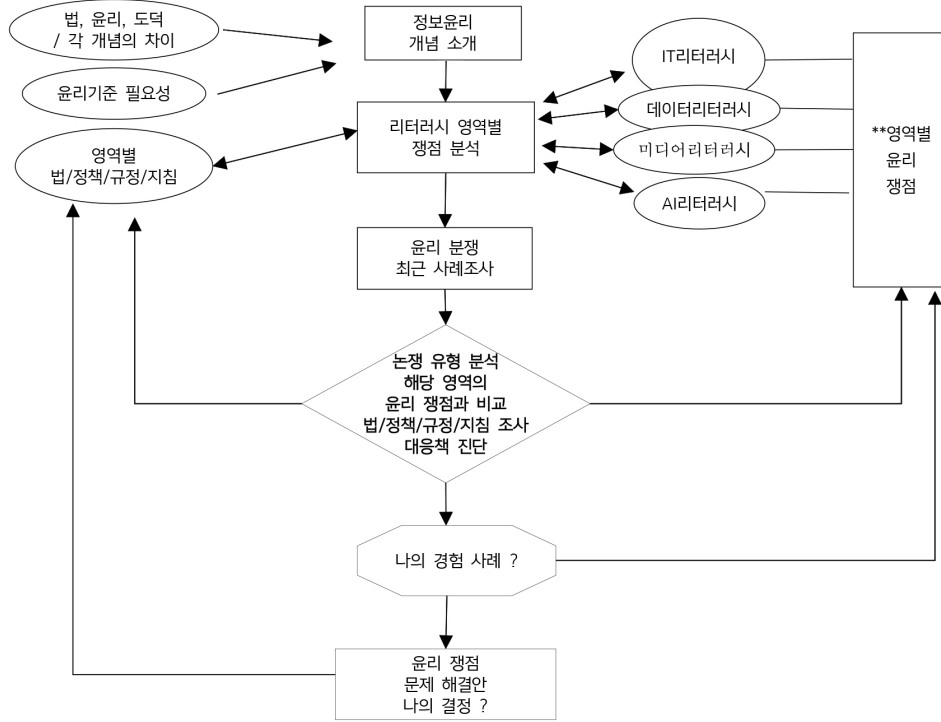 법, 윤리, 도덕
/ 각 개념의 차이
정보윤리
개념 소개
윤리기준 필요성
IT리터러시
데이터리터러시
미디어리터러시
AI리터러시
**영역별
윤리
쟁점
리터러시 영역별
쟁점 분석
영역별
법/정책/규정/지침
윤리 분쟁
최근 사례조사
논쟁 유형 분석
해당 영역의
윤리 쟁점과 비교
법/정책/규정/지침 조사
대응책 진단
나의 경험 사례 ?
윤리 쟁점
문제 해결안
나의 결정 ?